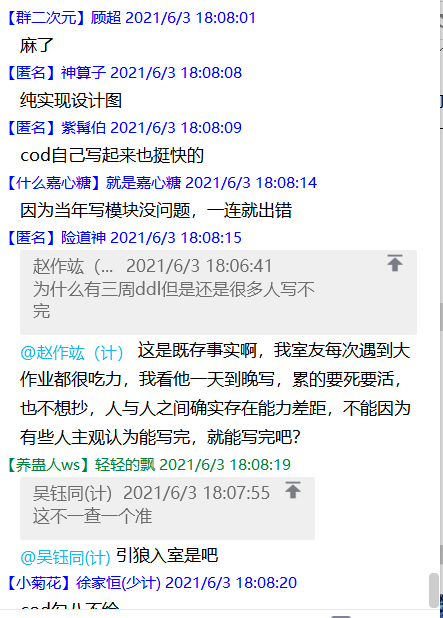 【群二次元】顾超 2021/6/3 18:08:01
麻了
【匿名】神算子 2021/6/3 18:08:08
纯实现设计图
【匿名】紫髯伯 2021/6/3 18:08:09
cod自己写起来也挺快的
【什么嘉心糖】就是嘉心糖 2021/6/3 18:08:14
因为当年写模块没问题，一连就出错
【匿名】险道神 2021/6/3 18:08:15
赵作竑（... 2021/6/3 18:06:41
为什么有三周ddl但是还是很多人写不
完
@赵作竑（计） 这是既存事实啊，我室友每次遇到大
作业都很吃力，我看他一天到晚写，累的要死要活，
也不想抄，人与人之间确实存在能力差距，不能因为
有些人主观认为能写完，就能写完吧？
【养蛊人ws】轻轻的飘 2021/6/3 18:08:19
吴钰同(计) 2021/6/3 18:07:55
这不一查一个准
@吴钰同(计) 引狼入室是吧
【小菊花】徐家恒(少计) 2021/6/3 18:08:20